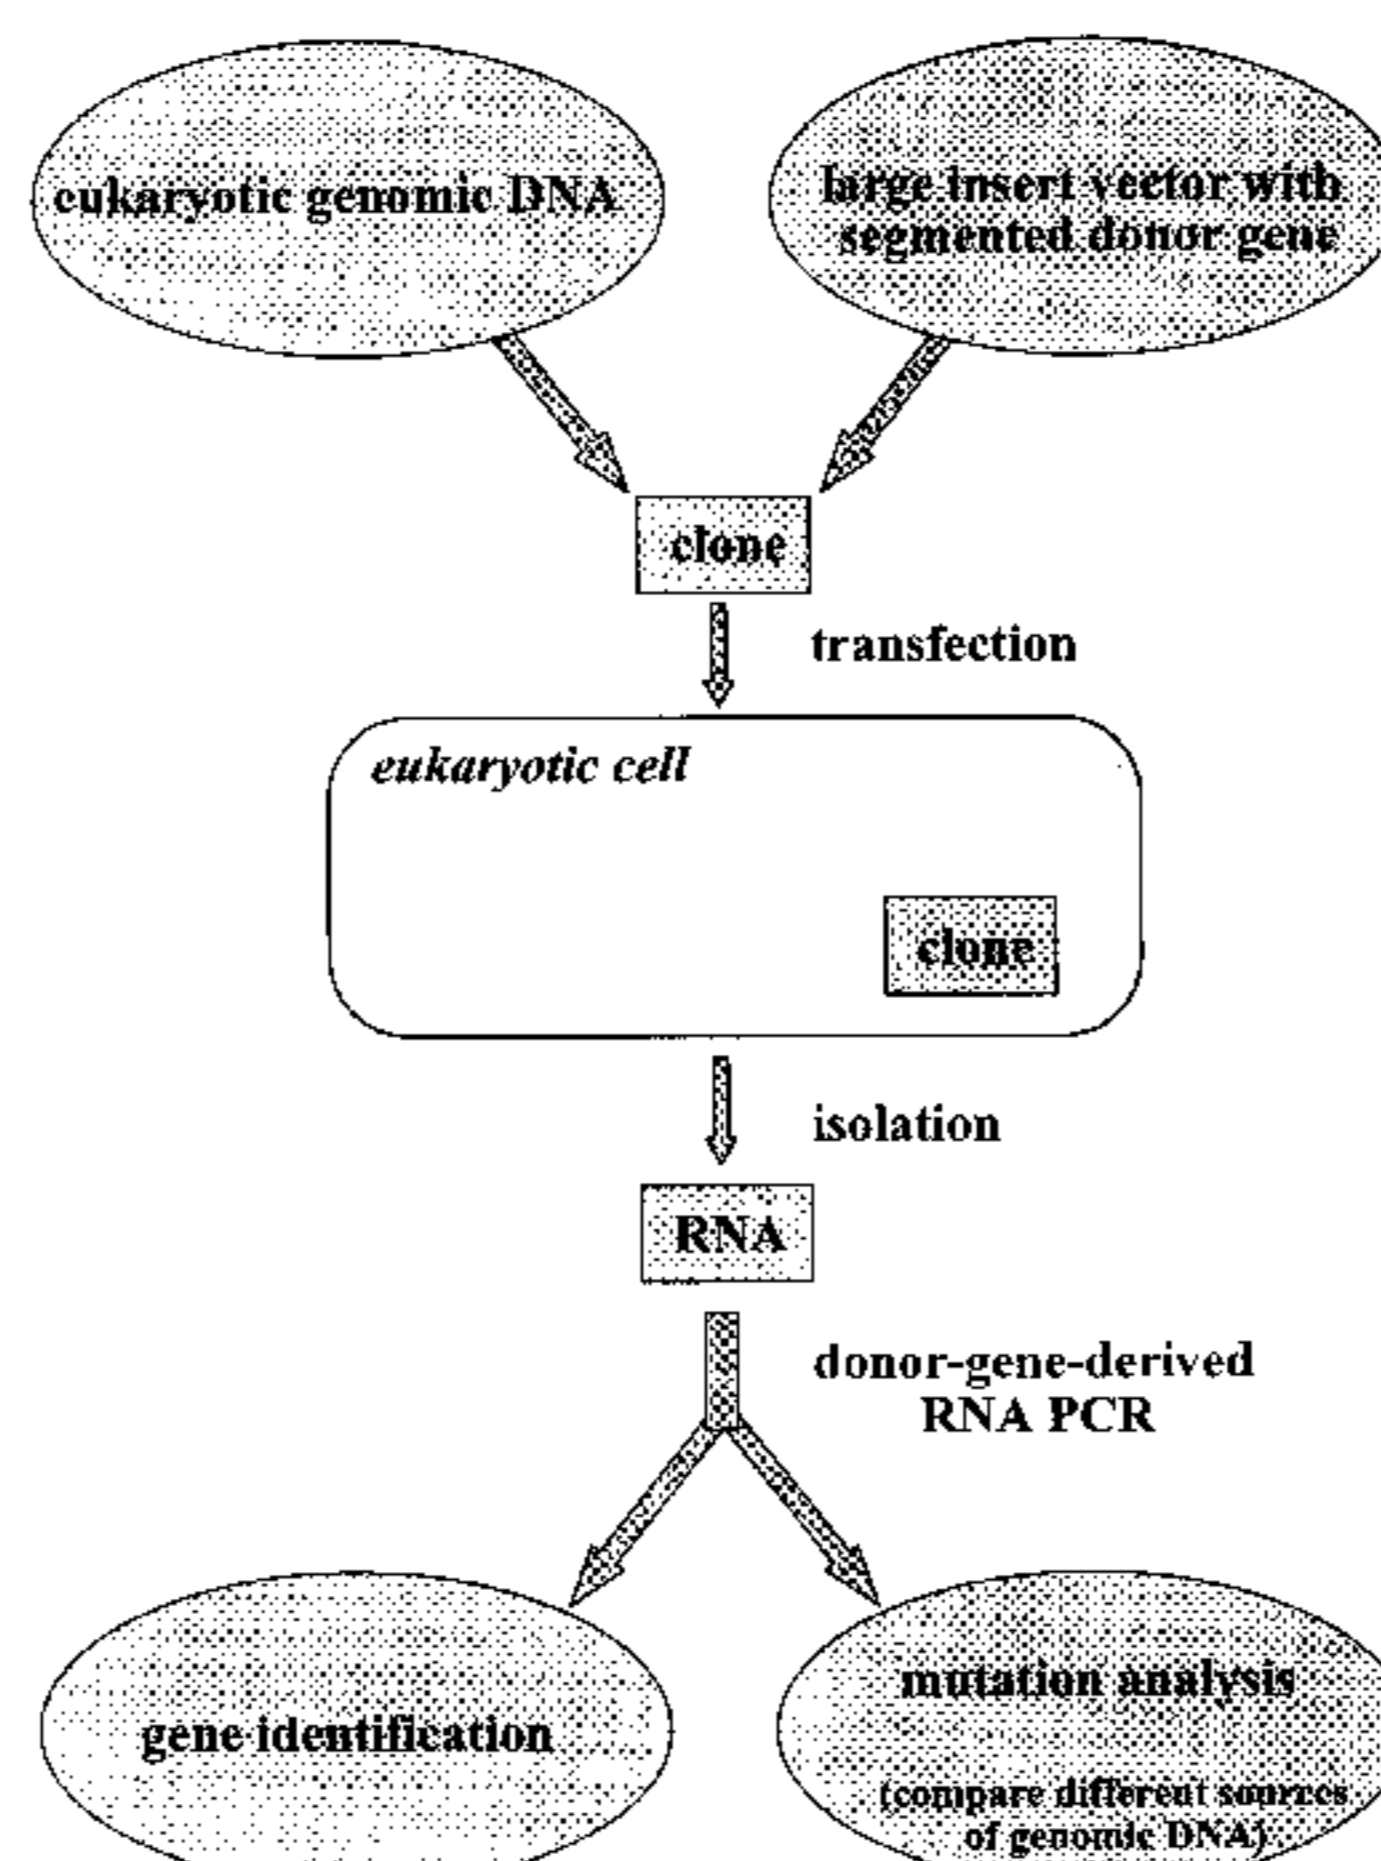 eukaryotic genomic DNA
large insert vector with
segmented donor gene
clone
transfection
eukaryotic cell
clone
isolation
RNA
donor-gene-derived
RNA PCR
gene identification
mutation analysis
(compare different sources
of genomic DNA)